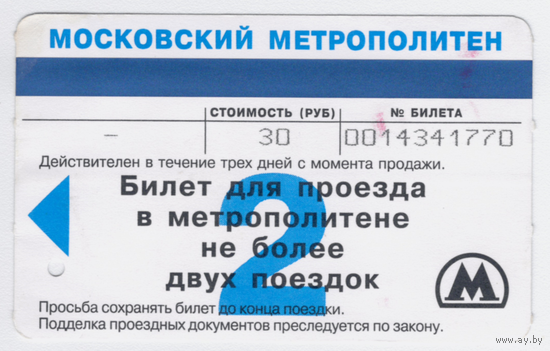 МОСКОВСКИЙ МЕТРОПОЛИТЕН
СТОИМОСТЬ (РУБ) № БИЛЕТА
– 30 0014341770
Действителен в течение трех дней с момента продажи.
2
Билет для проезда
в метрополитене
не более
двух поездок
М
Просьба сохранять билет до конца поездки.
Подделка проездных документов преследуется по закону.
www.ay.by